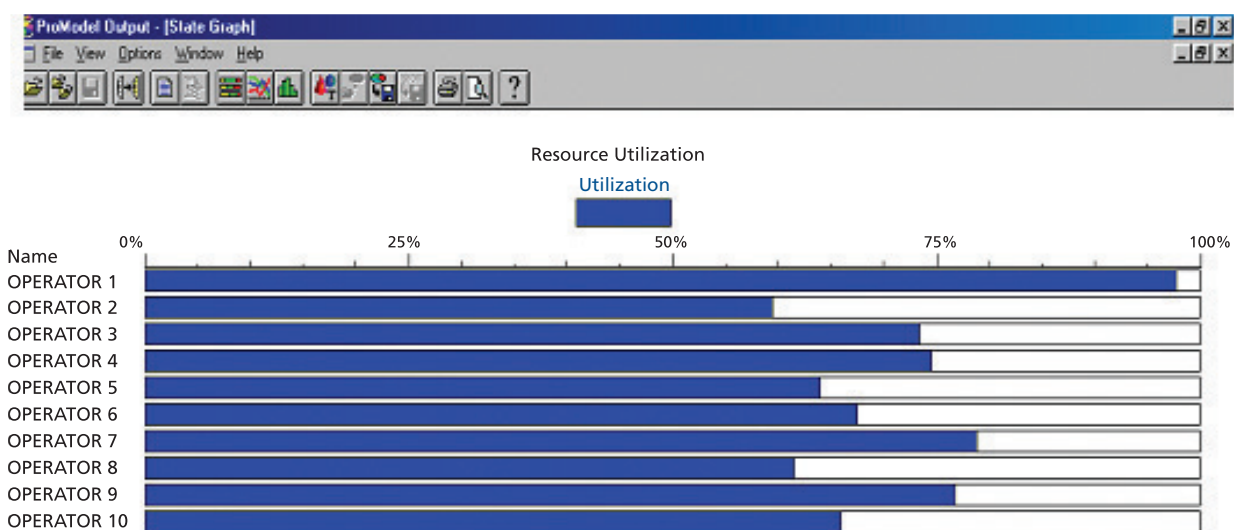 ProModel Output - [State Graph]
File View Options Window Help
?
Resource Utilization
Utilization
0% 25% 50% 75% 100%
Name
OPERATOR 1
OPERATOR 2
OPERATOR 3
OPERATOR 4
OPERATOR 5
OPERATOR 6
OPERATOR 7
OPERATOR 8
OPERATOR 9
OPERATOR 10